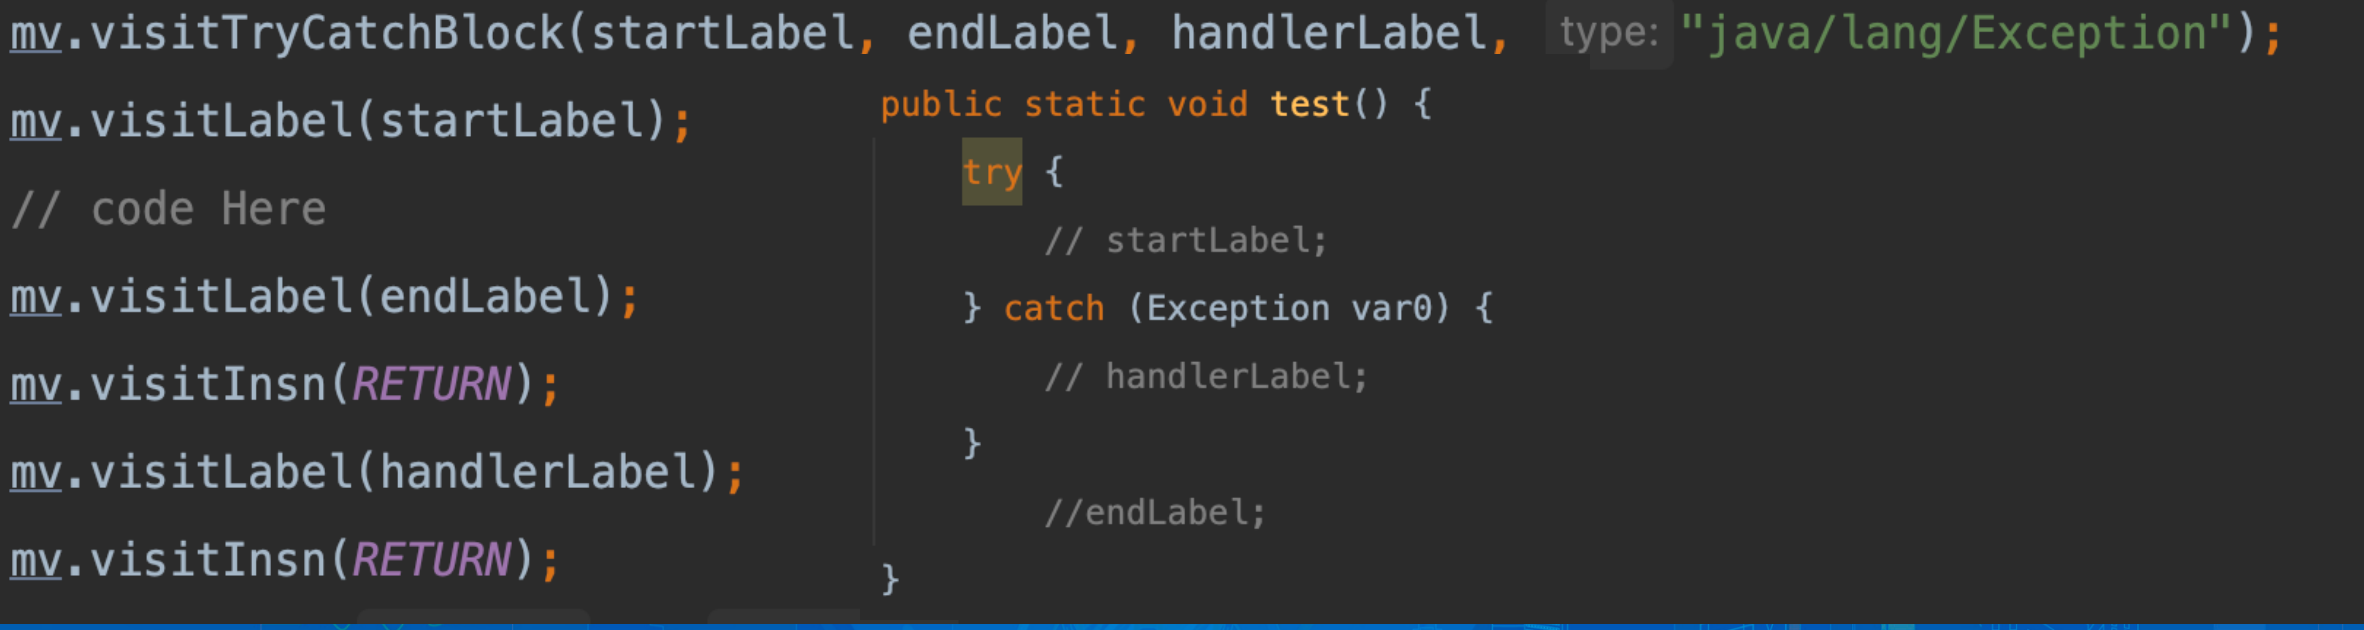 mv.visitTryCatchBlock(startLabel, endLabel, handlerLabel, type: "java/lang/Exception");
mv.visitLabel(startLabel);
// code Here
mv.visitLabel(endLabel);
mv.visitInsn(RETURN);
mv.visitLabel(handlerLabel);
mv.visitInsn(RETURN);
public static void test() {
try {
// startLabel;
} catch (Exception var0) {
// handlerLabel;
}
//endLabel;
}